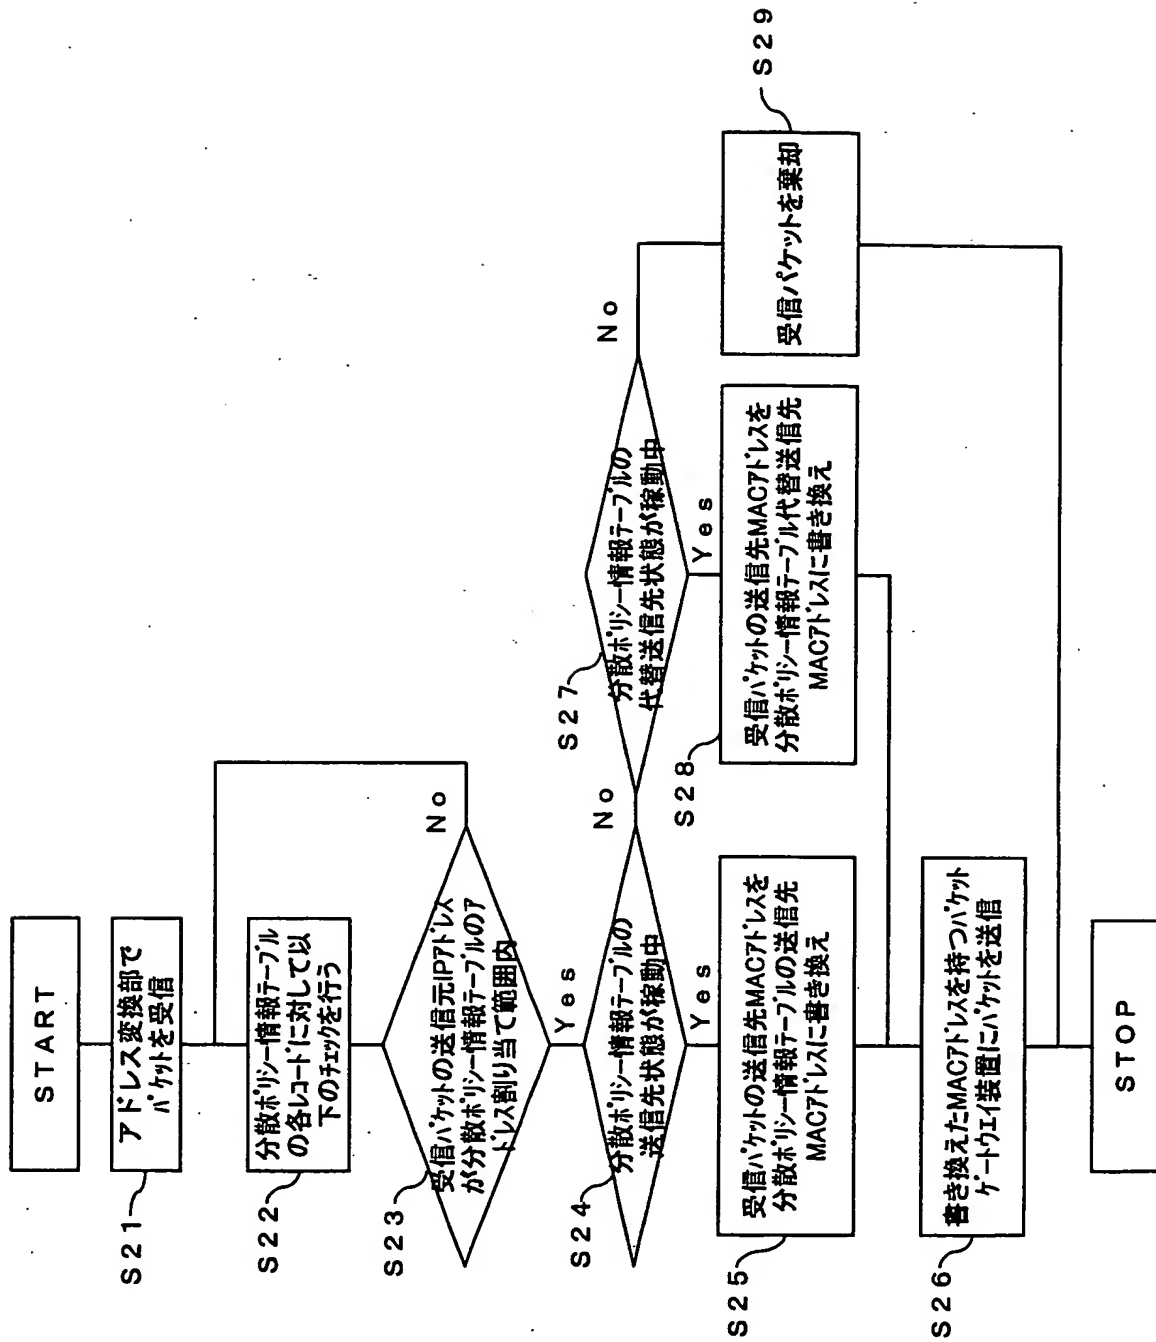 START
S21
アドレス変換部で
パケットを受信
S22
分散ポリシー情報テーブル
の各レコードに対して以
下のチェックを行う
S23
受信パケットの送信元IPアドレス
が分散ポリシー情報テーブルのア
ドレス割り当て範囲内
No
Yes
S24
分散ポリシー情報テーブルの
送信先状態が稼動中
No
Yes
S27
分散ポリシー情報テーブルの
代替送信先状態が稼動中
No
Yes
S25
受信パケットの送信先MACアドレスを
分散ポリシー情報テーブルの送信先
MACアドレスに書き換え
S28
受信パケットの送信先MACアドレスを
分散ポリシー情報テーブル代替送信先
MACアドレスに書き換え
S29
受信パケットを棄却
S26
書き換えたMACアドレスを持つパケット
ゲートウェイ装置にパケットを送信
STOP